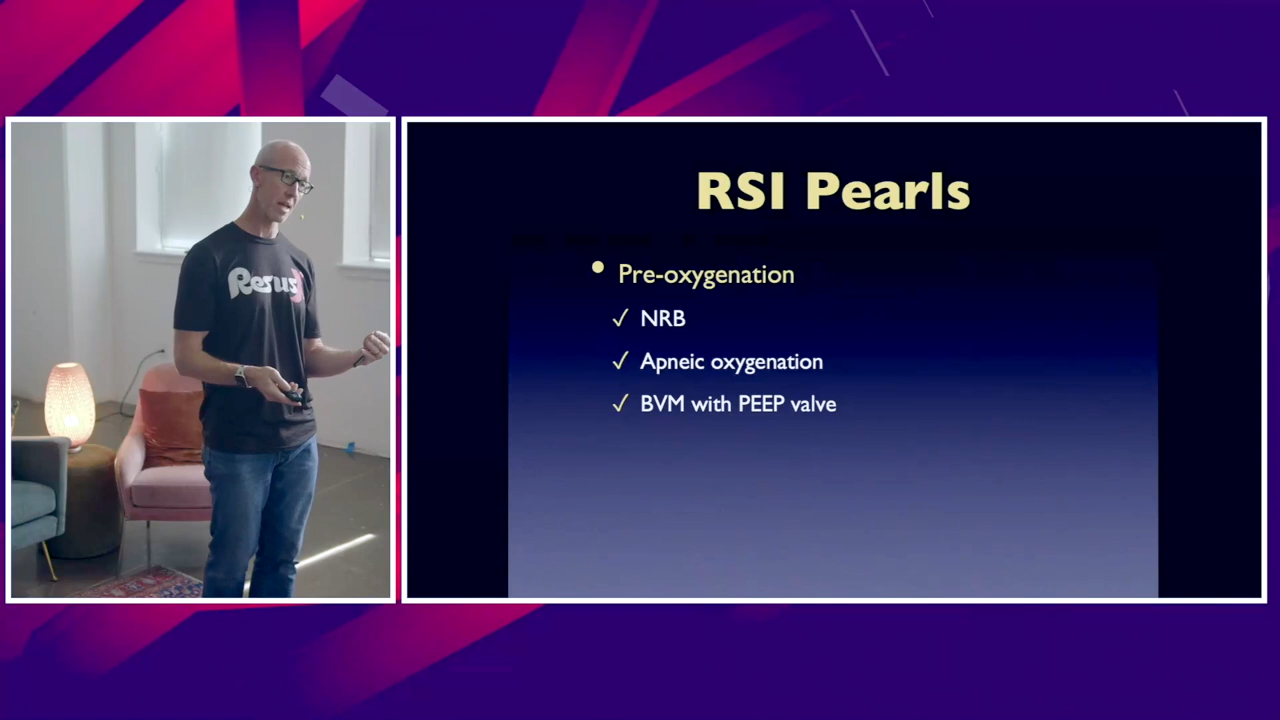 Resus
RSI Pearls
• Pre-oxygenation
✓ NRB
✓ Apneic oxygenation
✓ BVM with PEEP valve